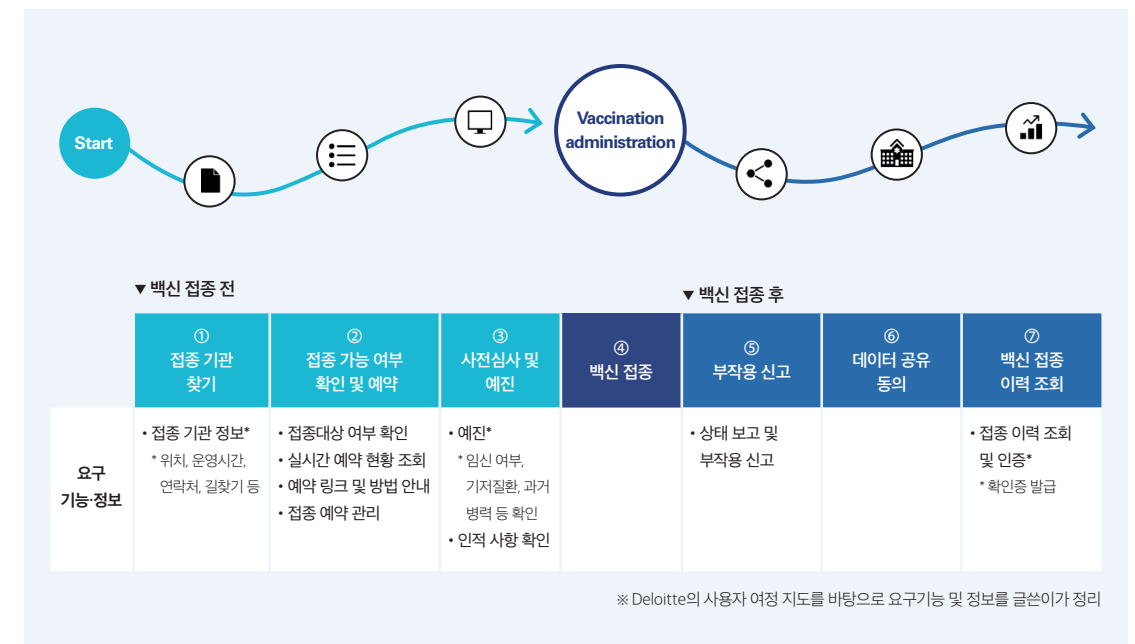 Start
Vaccination
administration
▼ 백신 접종 전
▼ 백신 접종 후
①
접종 기관
찾기
②
접종 가능 여부
확인 및 예약
③
사전심사 및
예진
④
백신 접종
⑤
부작용 신고
⑥
데이터 공유
동의
⑦
백신 접종
이력 조회
요구
기능·정보
• 접종 기관 정보*
* 위치, 운영시간,
연락처, 길찾기 등
• 접종대상 여부 확인
• 실시간 예약 현황 조회
• 예약 링크 및 방법 안내
• 접종 예약 관리
• 예진*
* 임신 여부,
기저질환, 과거
병력 등 확인
• 인적 사항 확인
• 상태 보고 및
부작용 신고
• 접종 이력 조회
및 인증*
* 확인증 발급
※ Deloitte의 사용자 여정 지도를 바탕으로 요구기능 및 정보를 글쓴이가 정리